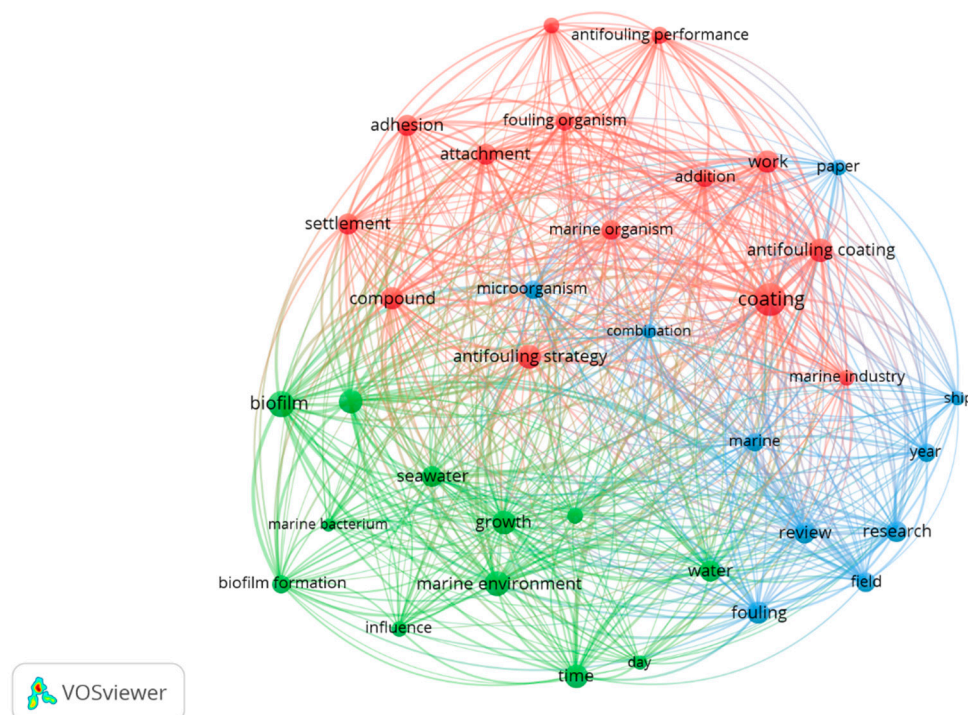 antifouling performance
fouling organism
adhesion
attachment
work
paper
addition
settlement
marine organism
antifouling coating
microorganism
compound
coating
combination
antifouling strategy
marine industry
ship
biofilm
marine
year
seawater
marine bacterium
growth
review
research
water
biofilm formation
marine environment
field
fouling
influence
day
time
VOSviewer